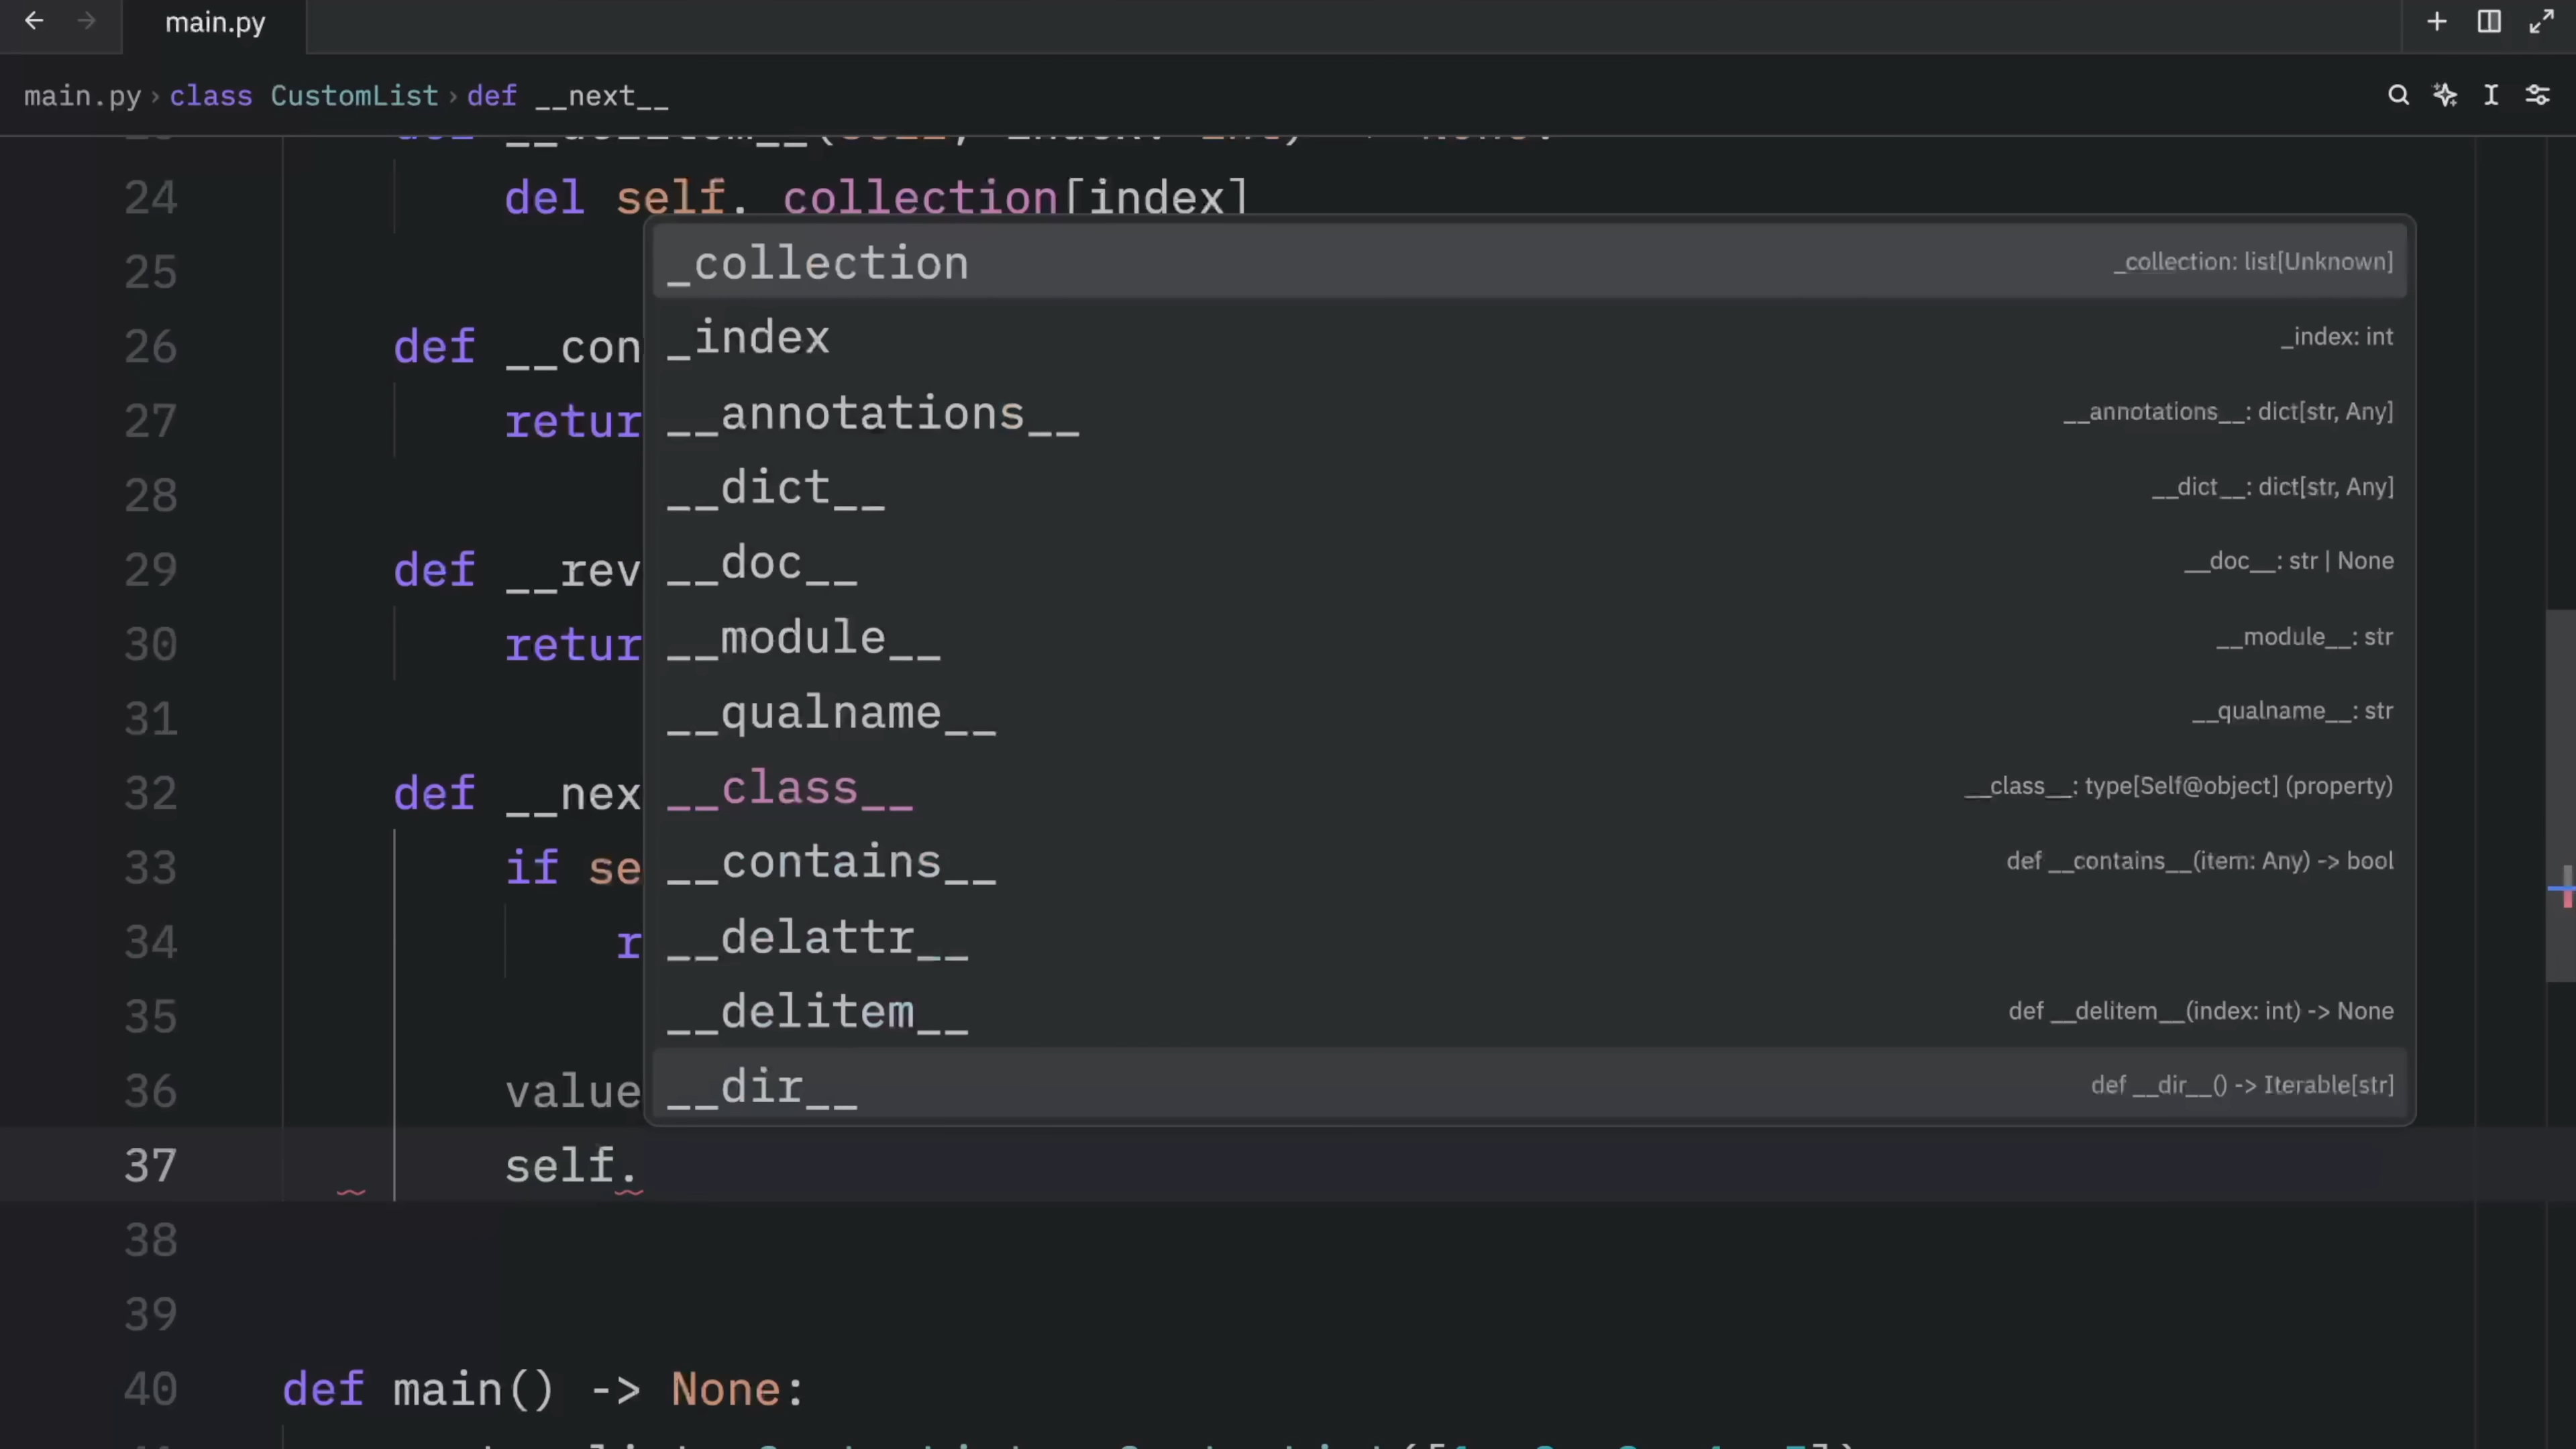 main.py
main.py › class CustomList › def __next__
24 del self._collection[index]
25
26 def __con
27 retur
28
29 def __rev
30 retur
31
32 def __nex
33 if se
34 r
35
36 value
37 self.
38
39
40 def main() -> None:
_collection _collection: list[Unknown]
_index _index: int
__annotations__ __annotations__: dict[str, Any]
__dict__ __dict__: dict[str, Any]
__doc__ __doc__: str | None
__module__ __module__: str
__qualname__ __qualname__: str
__class__ __class__: type[Self@object] (property)
__contains__ def __contains__(item: Any) -> bool
__delattr__
__delitem__ def __delitem__(index: int) -> None
__dir__ def __dir__() -> Iterable[str]